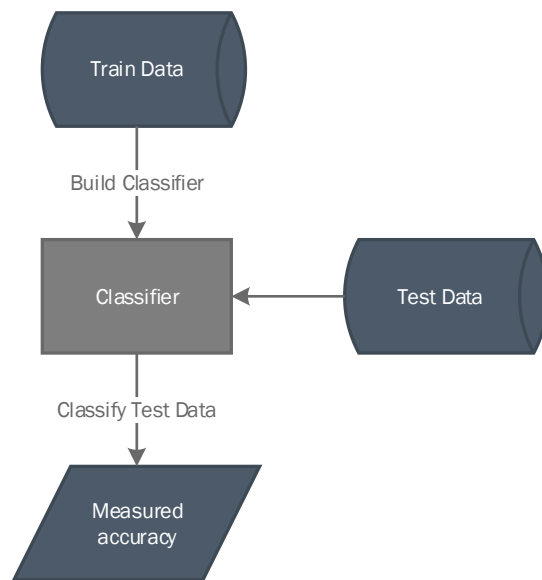 Train Data
Build Classifier
Classifier
Test Data
Classify Test Data
Measured
accuracy